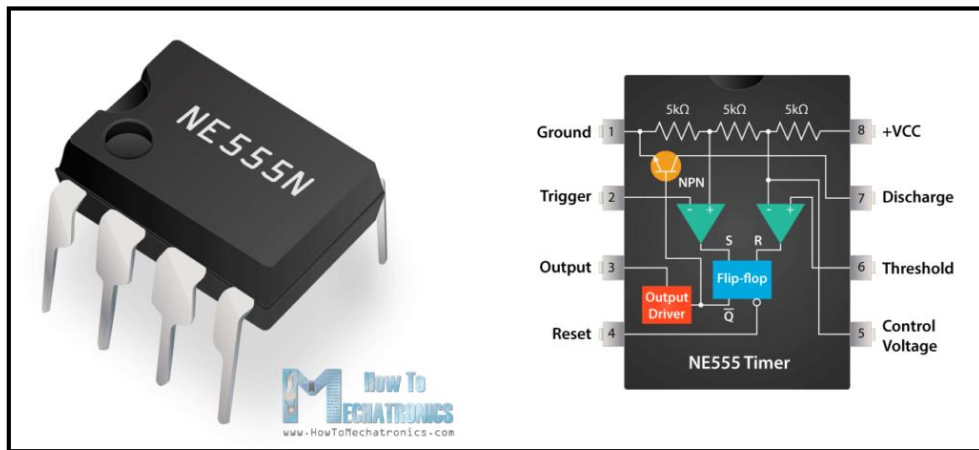 NE555N
How To
MECHATRONICS
www.HowToMechatronics.com
5kΩ 5kΩ 5kΩ
Ground 1 8 +VCC
NPN
Trigger 2 - + - + 7 Discharge
S R
Output 3 Flip-flop 6 Threshold
Output
Driver
Q̅
Reset 4 5 Control
Voltage
NE555 Timer